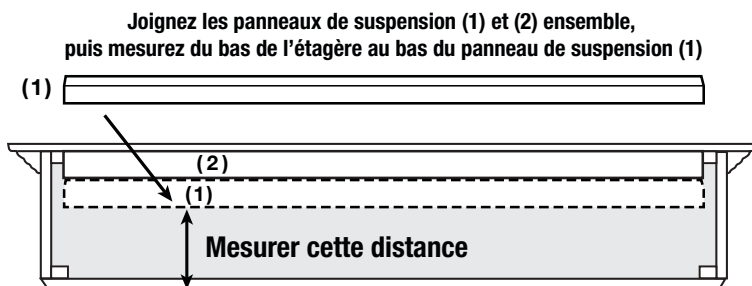 Joignez les panneaux de suspension (1) et (2) ensemble,
puis mesurez du bas de l’étagère au bas du panneau de suspension (1)
(1)
(2)
(1)
Mesurer cette distance